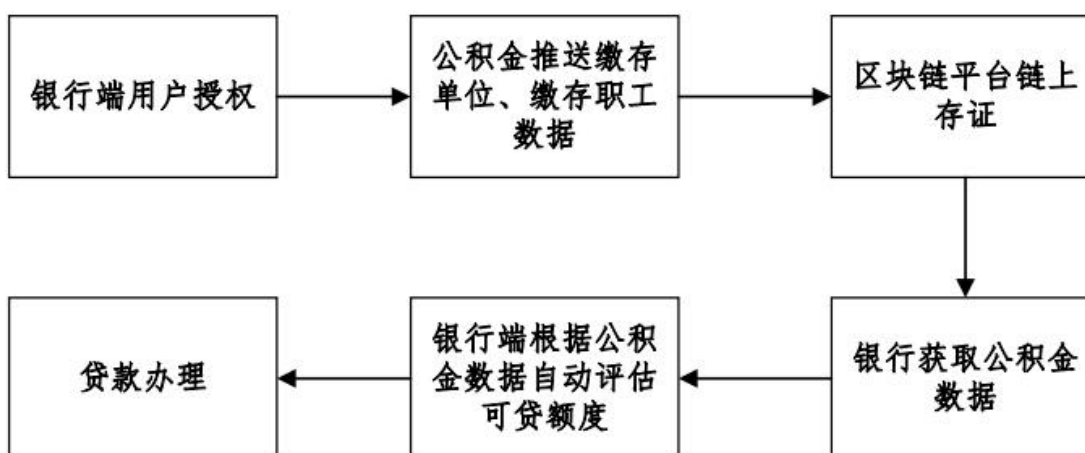 银行端用户授权
公积金推送缴存
单位、缴存职工
数据
区块链平台链上
存证
银行获取公积金
数据
银行端根据公积
金数据自动评估
可贷额度
贷款办理